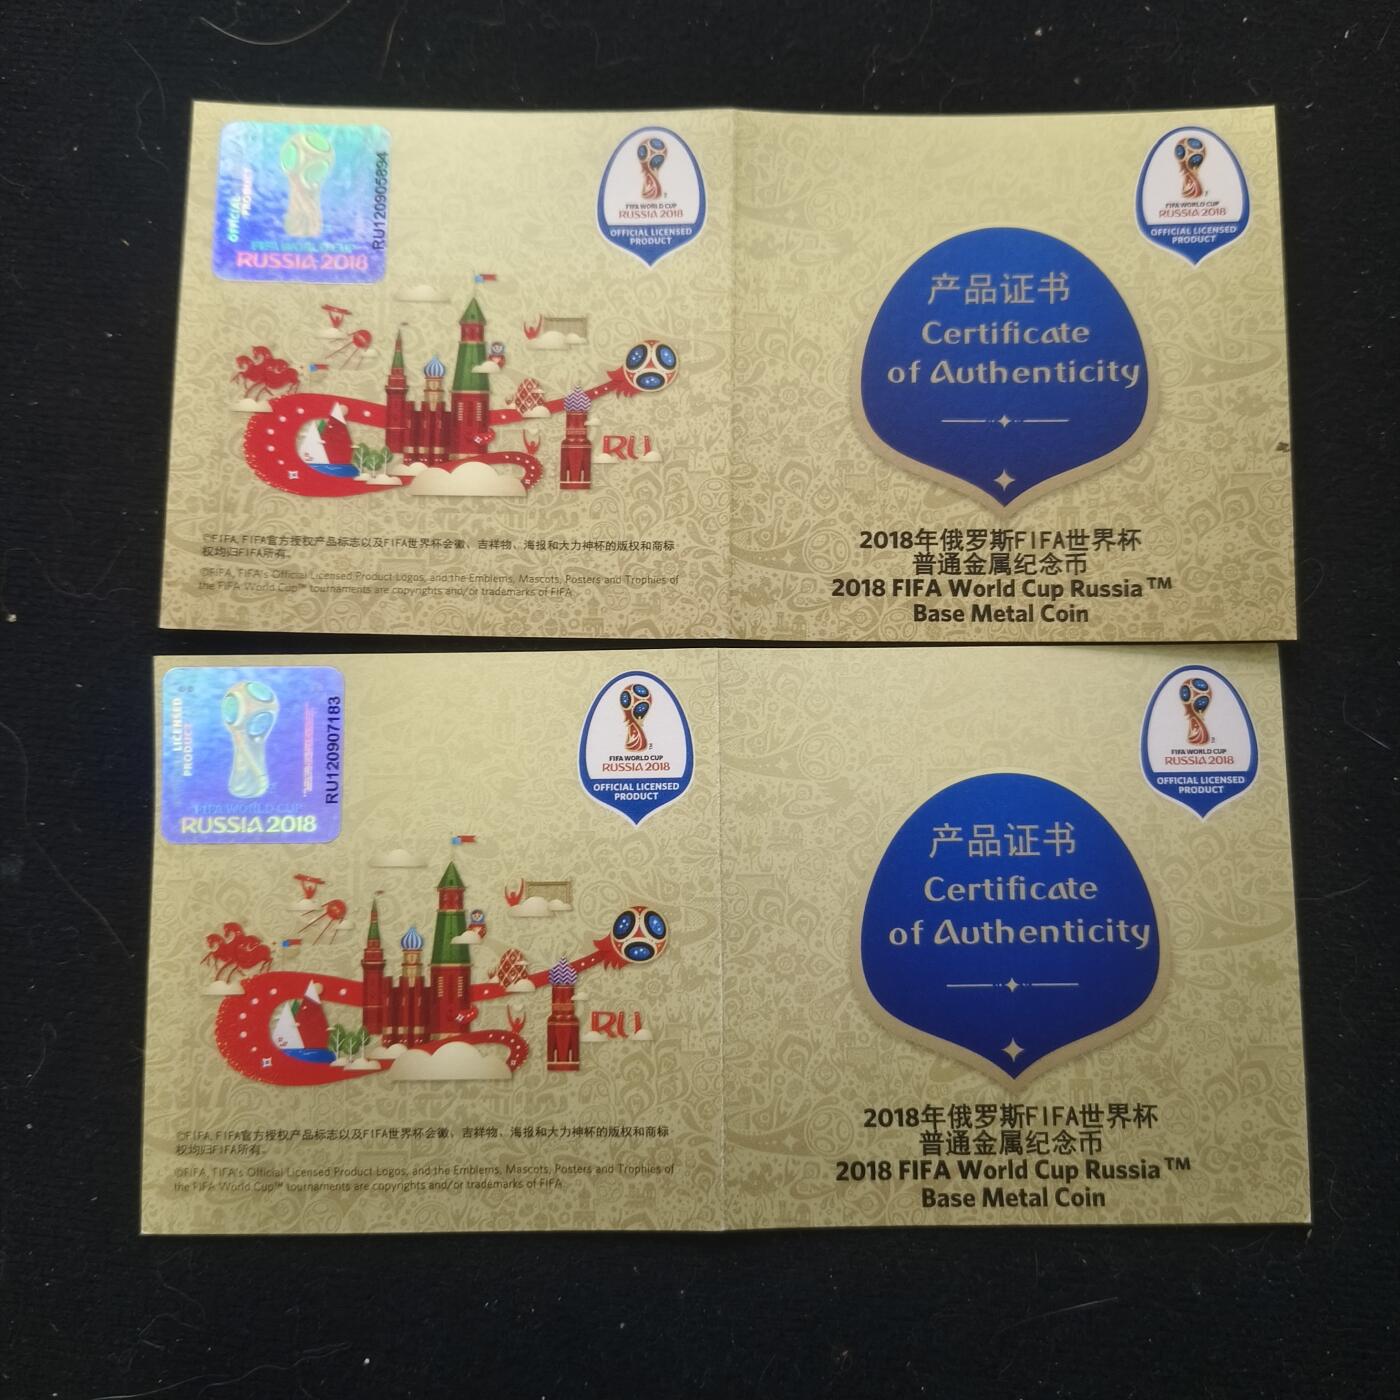 OFFICIAL
PRODUCT
RU120905894
FIFA WORLD CUP
RUSSIA 2018
FIFA WORLD CUP
RUSSIA 2018
OFFICIAL LICENSED
PRODUCT
RU
©FIFA, FIFA官方授权产品标志以及FIFA世界杯会徽、吉祥物、海报和大力神杯的版权和商标
权均归FIFA所有。
©FIFA, FIFA's Official Licensed Product Logos, and the Emblems, Mascots, Posters and Trophies of
the FIFA World Cup™ tournaments are copyrights and/or trademarks of FIFA
FIFA WORLD CUP
RUSSIA 2018
OFFICIAL LICENSED
PRODUCT
产品证书
Certificate
of Authenticity
2018年俄罗斯FIFA世界杯
普通金属纪念币
2018 FIFA World Cup Russia™
Base Metal Coin
LICENSED
PRODUCT
RU120907183
FIFA WORLD CUP
RUSSIA 2018
FIFA WORLD CUP
RUSSIA 2018
OFFICIAL LICENSED
PRODUCT
RU
©FIFA, FIFA官方授权产品标志以及FIFA世界杯会徽、吉祥物、海报和大力神杯的版权和商标
权均归FIFA所有。
©FIFA, FIFA's Official Licensed Product Logos, and the Emblems, Mascots, Posters and Trophies of
the FIFA World Cup™ tournaments are copyrights and/or trademarks of FIFA
FIFA WORLD CUP
RUSSIA 2018
OFFICIAL LICENSED
PRODUCT
产品证书
Certificate
of Authenticity
2018年俄罗斯FIFA世界杯
普通金属纪念币
2018 FIFA World Cup Russia™
Base Metal Coin